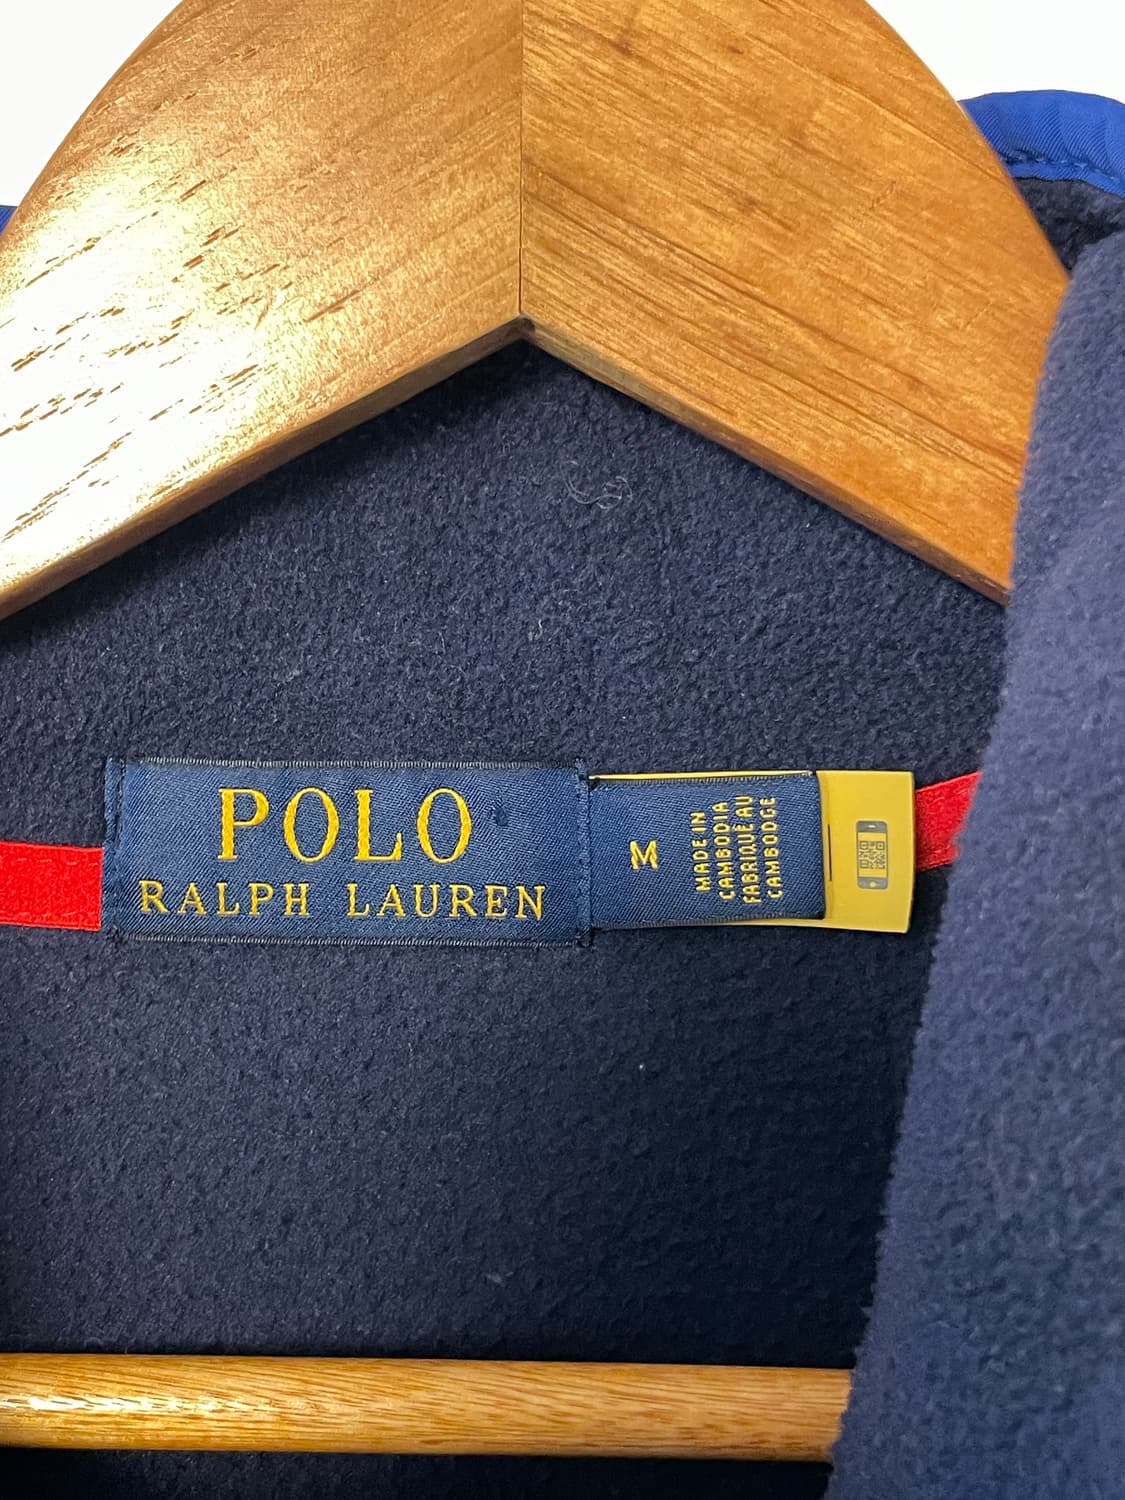 POLO
RALPH LAUREN
M
MADE IN
CAMBODIA
FABRIQUÉ AU
CAMBODGE